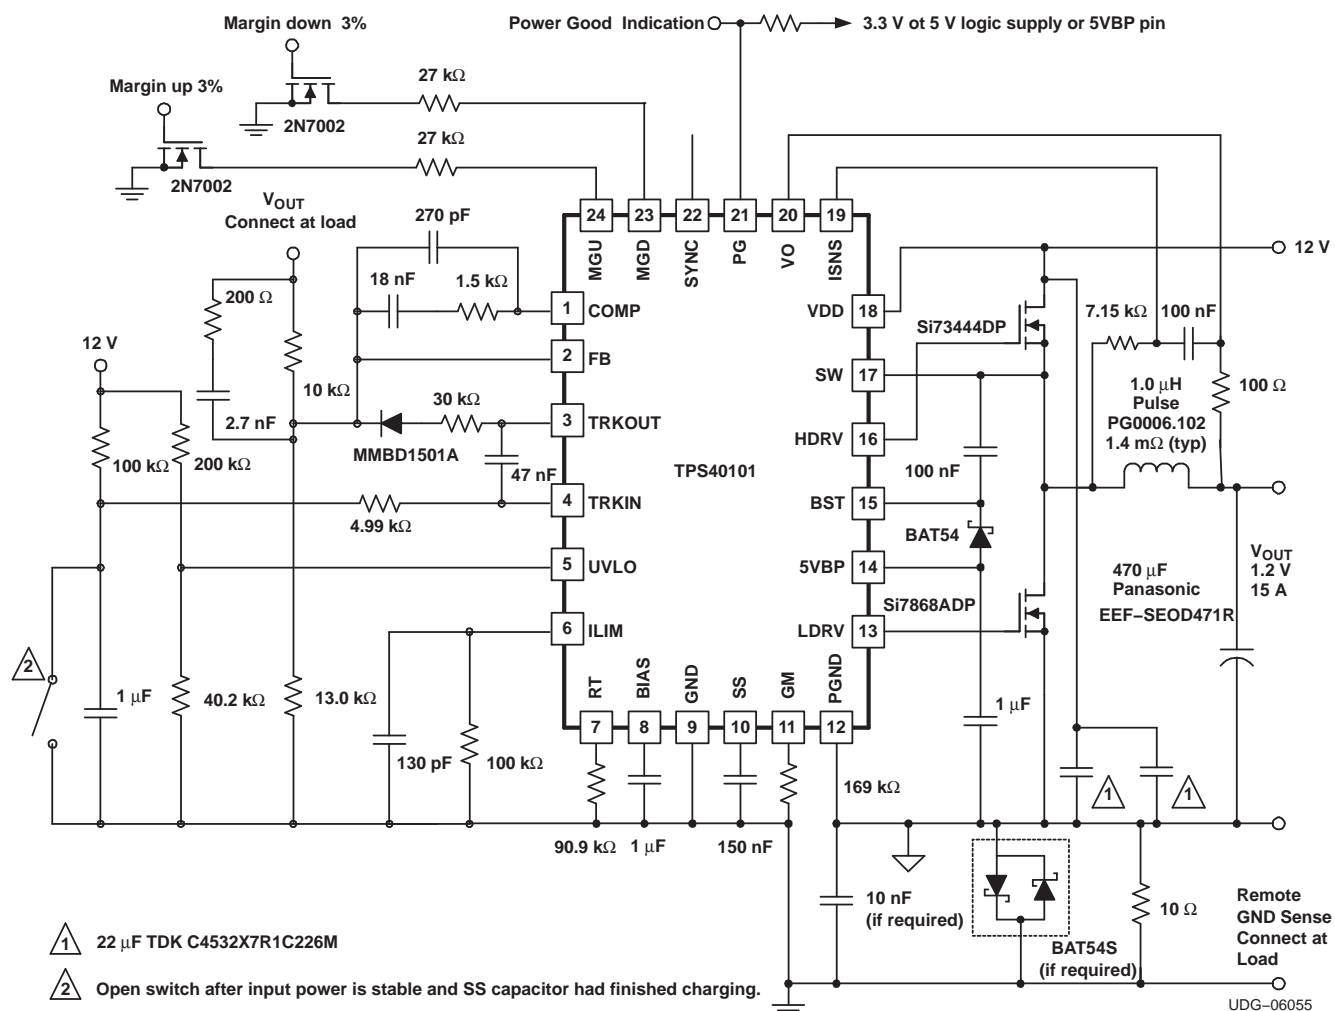 Margin down 3%
Power Good Indication
3.3 V ot 5 V logic supply or 5VBP pin
Margin up 3%
27 kΩ
2N7002
27 kΩ
2N7002
VOUT
Connect at load
270 pF
24
23
22
21
20
19
MGU
MGD
SYNC
PG
VO
ISNS
12 V
200 Ω
18 nF
1.5 kΩ
1
COMP
VDD
18
Si73444DP
7.15 kΩ
100 nF
12 V
2
FB
SW
17
10 kΩ
1.0 μH
Pulse
PG0006.102
1.4 mΩ (typ)
100 Ω
2.7 nF
30 kΩ
3
TRKOUT
HDRV
16
MMBD1501A
100 kΩ
200 kΩ
47 nF
TPS40101
100 nF
4
TRKIN
BST
15
4.99 kΩ
BAT54
5
UVLO
5VBP
14
VOUT
1.2 V
15 A
470 μF
Panasonic
EEF–SEOD471R
Si7868ADP
6
ILIM
LDRV
13
2
RT
BIAS
GND
SS
GM
PGND
1 μF
40.2 kΩ
13.0 kΩ
1 μF
7
8
9
10
11
12
130 pF
100 kΩ
169 kΩ
1
1
90.9 kΩ
1 μF
150 nF
10 nF
(if required)
10 Ω
Remote
GND Sense
Connect at
Load
BAT54S
(if required)
1
22 μF TDK C4532X7R1C226M
2
Open switch after input power is stable and SS capacitor had finished charging.
UDG–06055